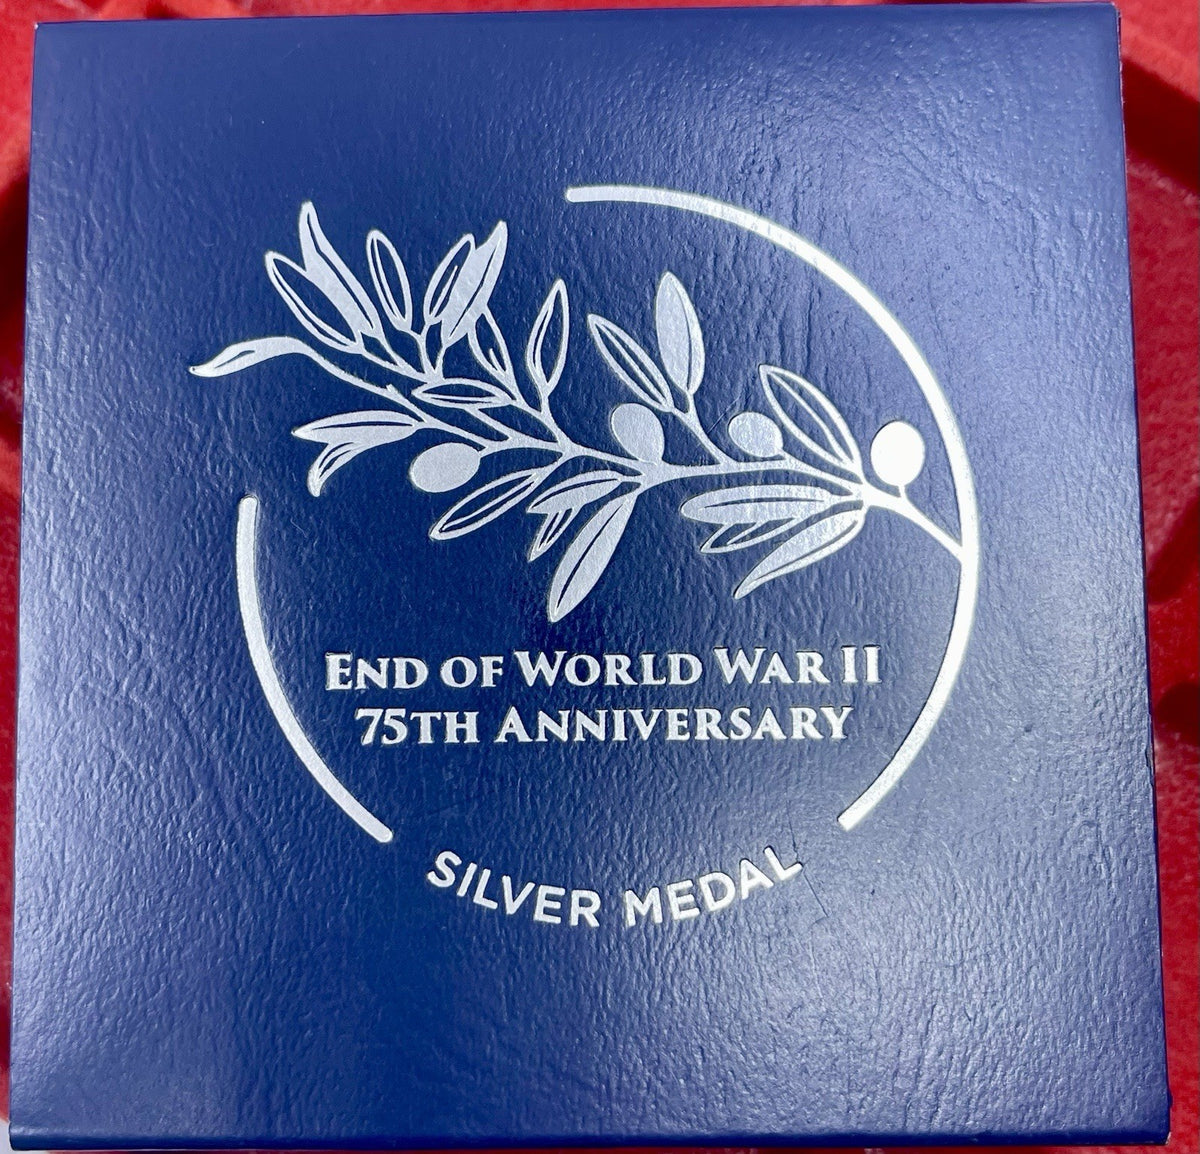 END OF WORLD WAR II
75TH ANNIVERSARY
SILVER MEDAL